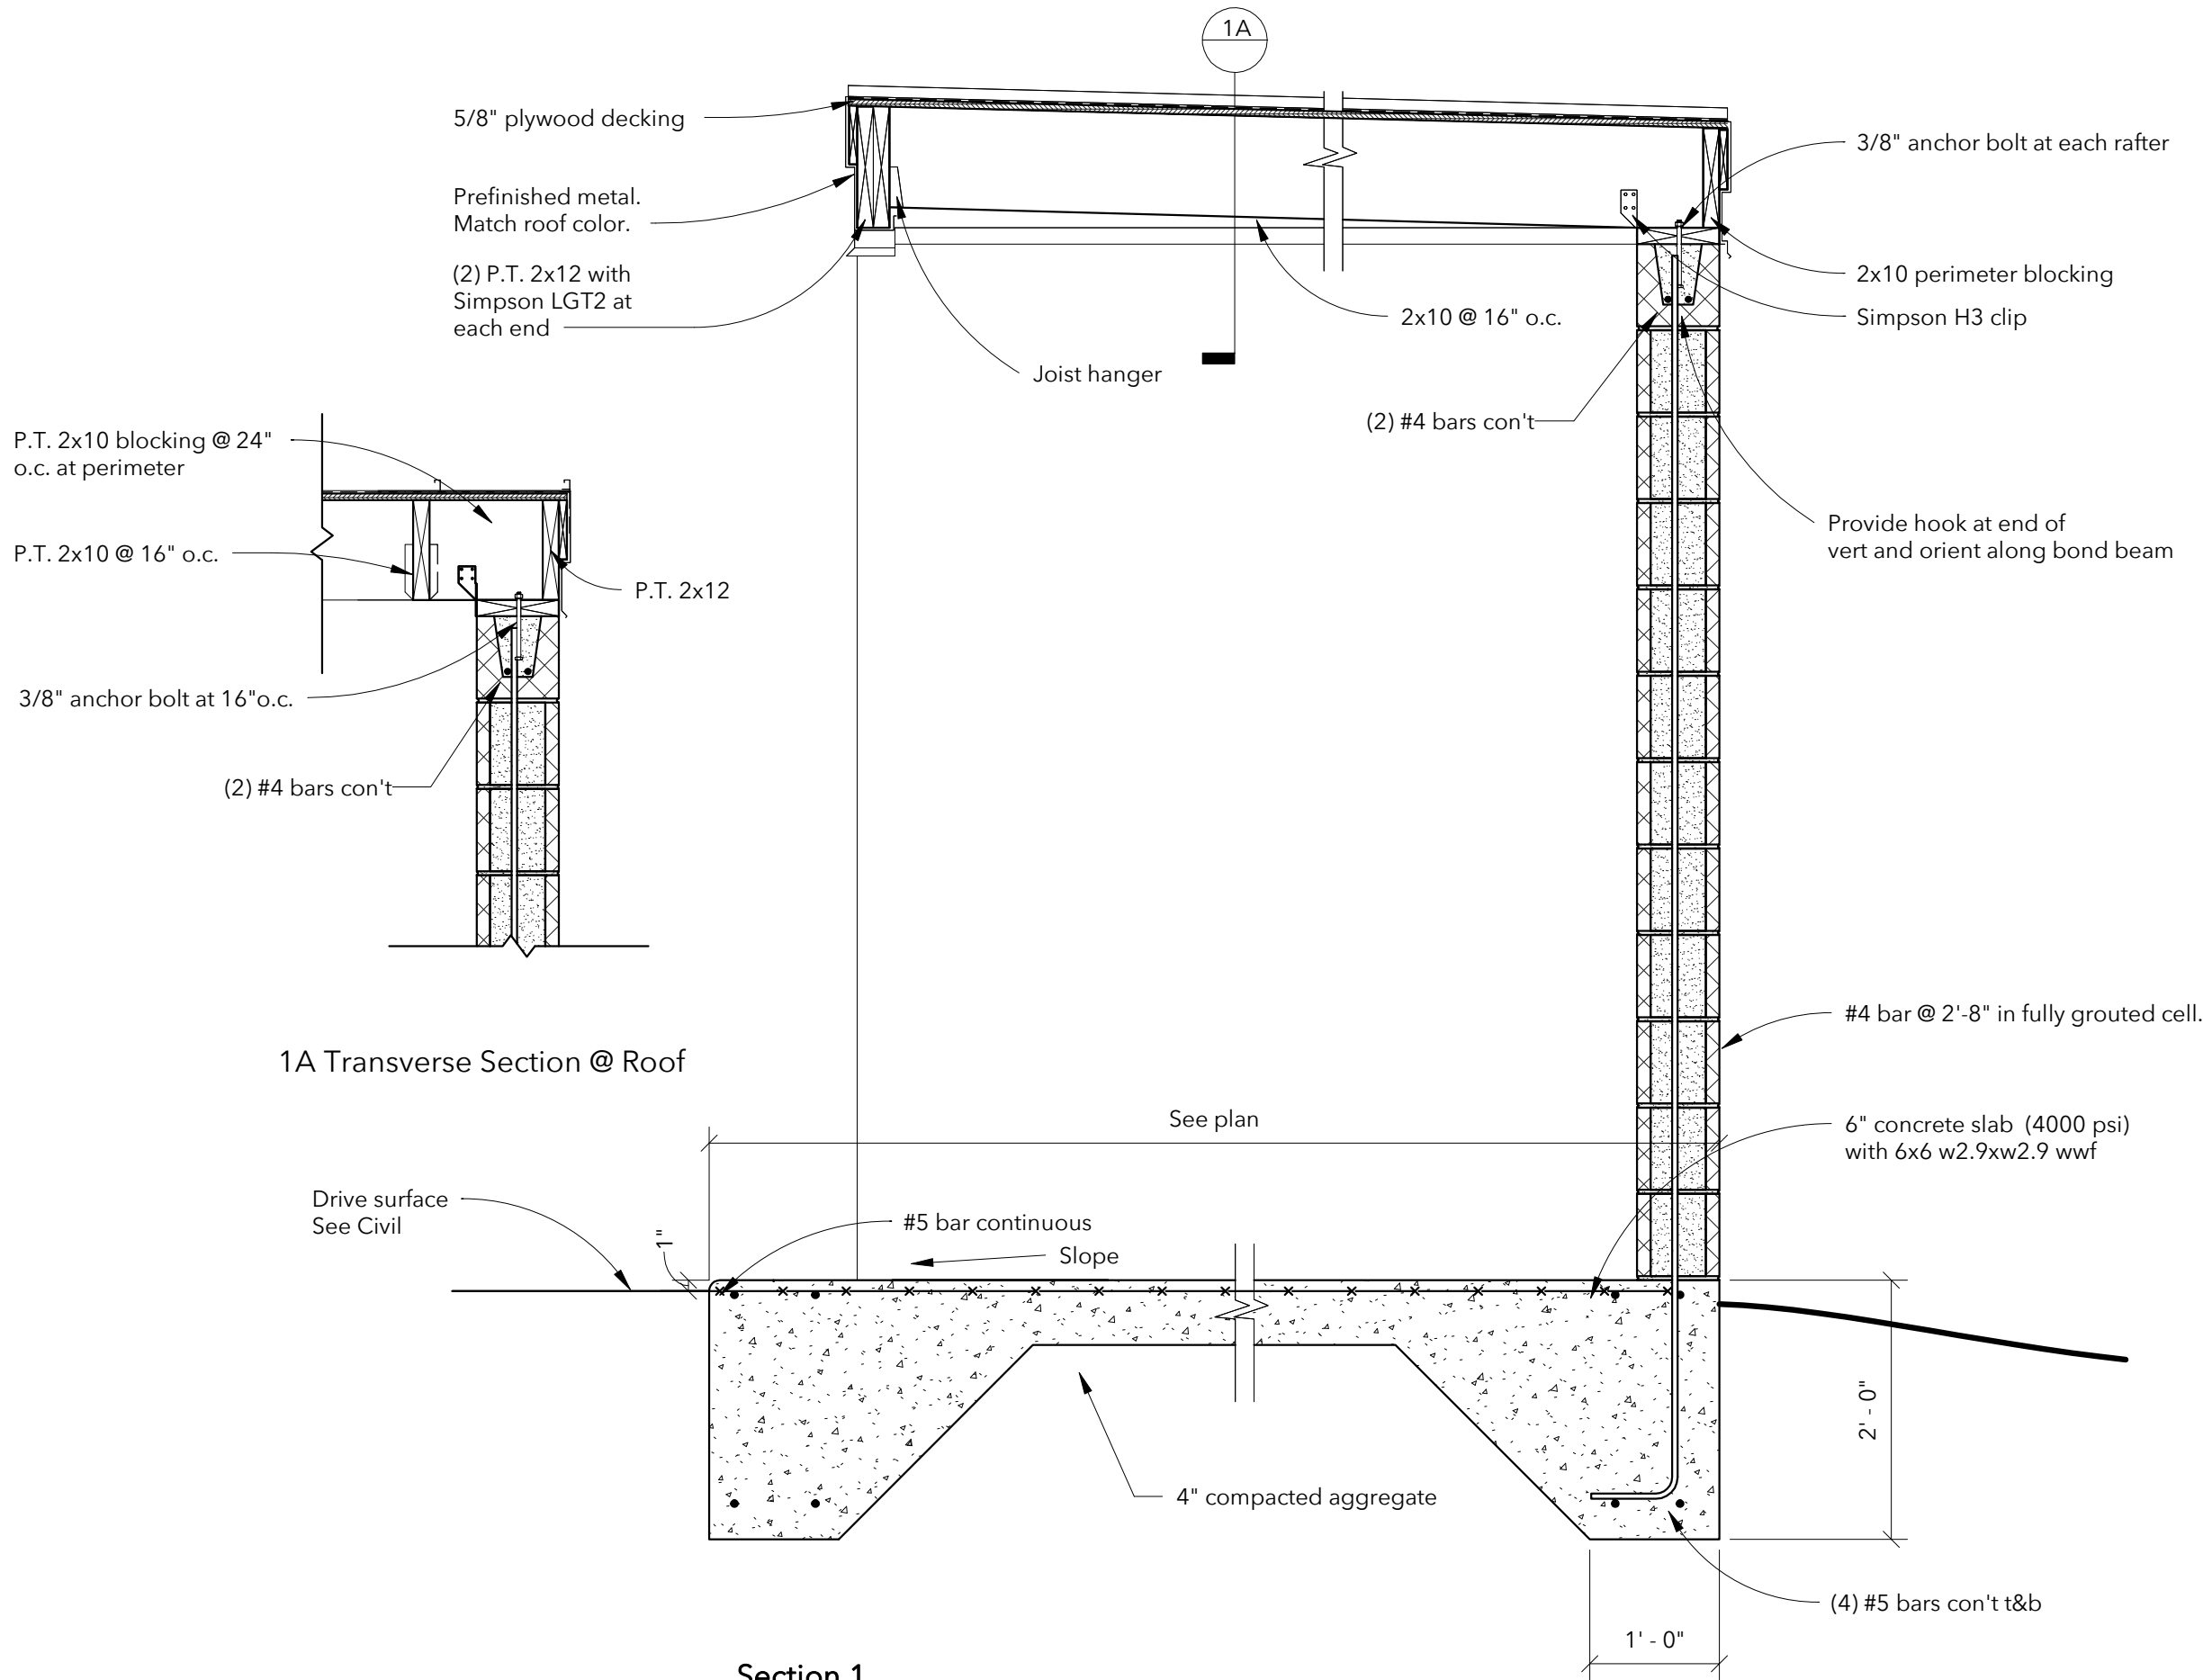 1A
5/8" plywood decking
Prefinished metal.
Match roof color.
(2) P.T. 2x12 with
Simpson LGT2 at
each end
3/8" anchor bolt at each rafter
2x10 perimeter blocking
Simpson H3 clip
2x10 @ 16" o.c.
Joist hanger
(2) #4 bars con't
Provide hook at end of
vert and orient along bond beam
P.T. 2x10 blocking @ 24"
o.c. at perimeter
P.T. 2x10 @ 16" o.c.
P.T. 2x12
3/8" anchor bolt at 16"o.c.
(2) #4 bars con't
1A Transverse Section @ Roof
#4 bar @ 2'-8" in fully grouted cell.
See plan
6" concrete slab (4000 psi)
with 6x6 w2.9xw2.9 wwf
Drive surface
See Civil
1"
#5 bar continuous
Slope
2' - 0"
4" compacted aggregate
(4) #5 bars con't t&b
1' - 0"
Section 1